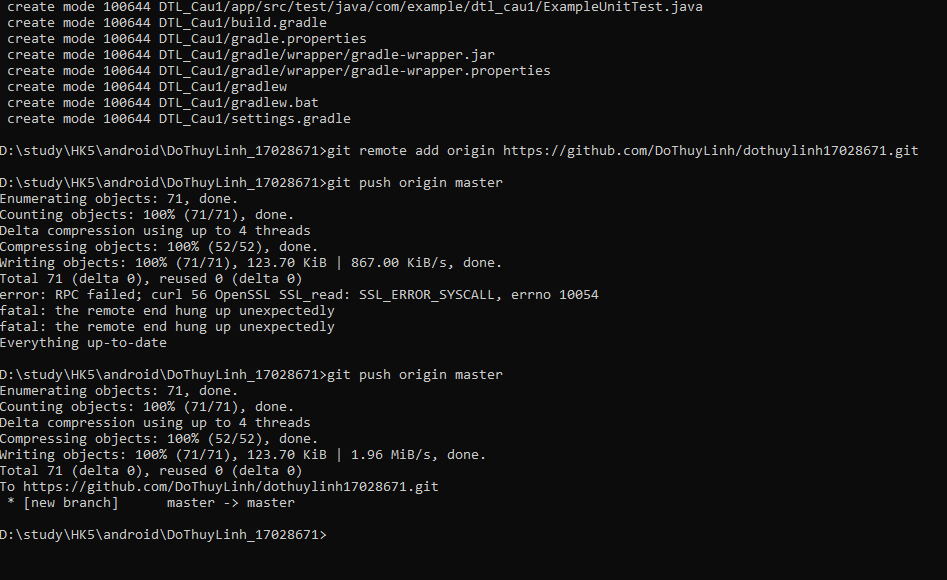 create mode 100644 DTL_Cau1/app/src/test/java/com/example/dtl_cau1/ExampleUnitTest.java
create mode 100644 DTL_Cau1/build.gradle
create mode 100644 DTL_Cau1/gradle.properties
create mode 100644 DTL_Cau1/gradle/wrapper/gradle-wrapper.jar
create mode 100644 DTL_Cau1/gradle/wrapper/gradle-wrapper.properties
create mode 100644 DTL_Cau1/gradlew
create mode 100644 DTL_Cau1/gradlew.bat
create mode 100644 DTL_Cau1/settings.gradle
D:\study\HK5\android\DoThuyLinh_17028671>git remote add origin https://github.com/DoThuyLinh/dothuylinh17028671.git
D:\study\HK5\android\DoThuyLinh_17028671>git push origin master
Enumerating objects: 71, done.
Counting objects: 100% (71/71), done.
Delta compression using up to 4 threads
Compressing objects: 100% (52/52), done.
Writing objects: 100% (71/71), 123.70 KiB | 867.00 KiB/s, done.
Total 71 (delta 0), reused 0 (delta 0)
error: RPC failed; curl 56 OpenSSL SSL_read: SSL_ERROR_SYSCALL, errno 10054
fatal: the remote end hung up unexpectedly
fatal: the remote end hung up unexpectedly
Everything up-to-date
D:\study\HK5\android\DoThuyLinh_17028671>git push origin master
Enumerating objects: 71, done.
Counting objects: 100% (71/71), done.
Delta compression using up to 4 threads
Compressing objects: 100% (52/52), done.
Writing objects: 100% (71/71), 123.70 KiB | 1.96 MiB/s, done.
Total 71 (delta 0), reused 0 (delta 0)
To https://github.com/DoThuyLinh/dothuylinh17028671.git
* [new branch]      master -> master
D:\study\HK5\android\DoThuyLinh_17028671>